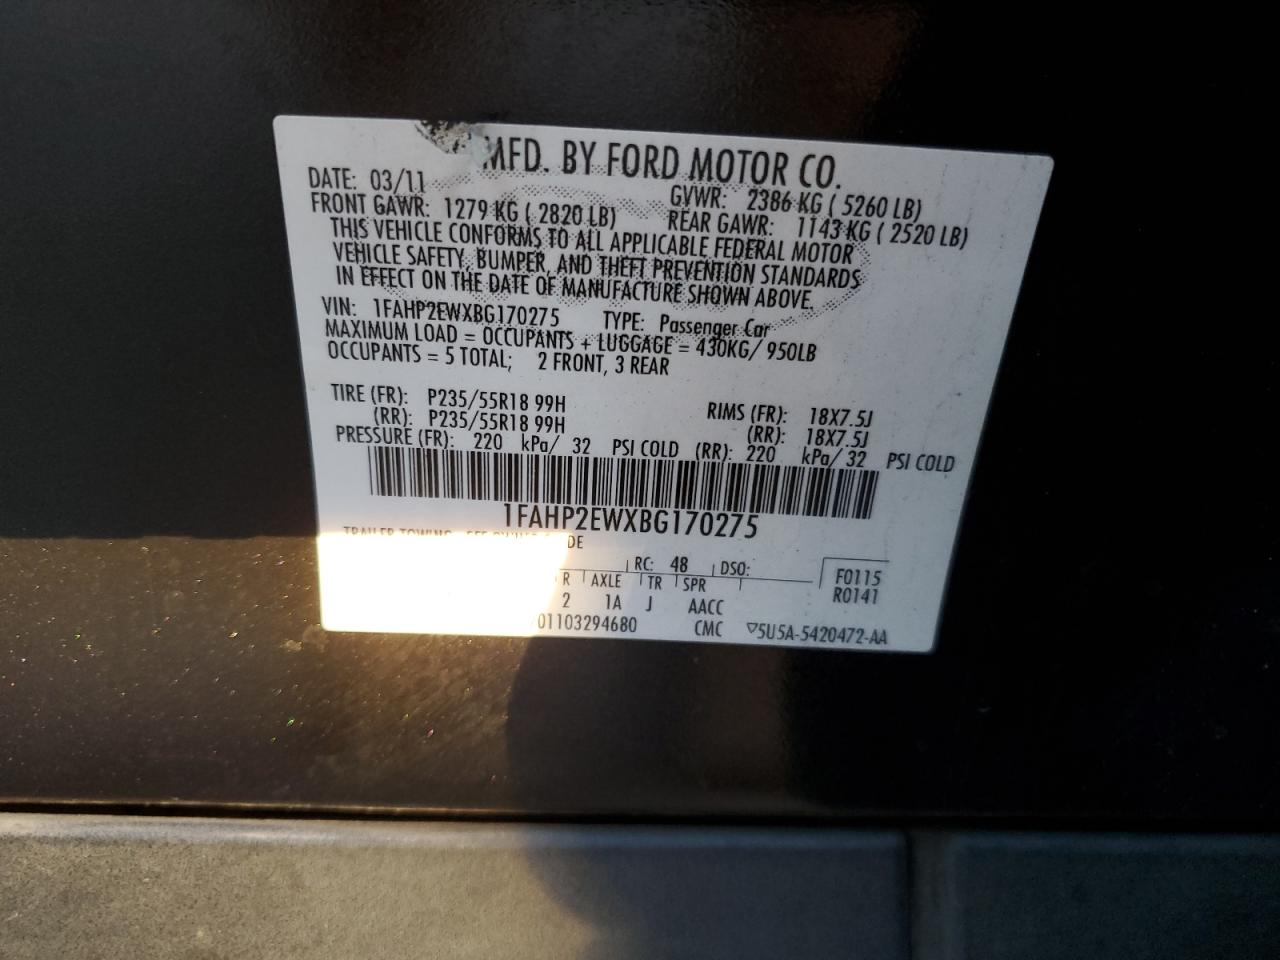 MFD. BY FORD MOTOR CO.
DATE: 03/11 GVWR: 2386 KG ( 5260 LB)
FRONT GAWR: 1279 KG ( 2820 LB) REAR GAWR: 1143 KG ( 2520 LB)
THIS VEHICLE CONFORMS TO ALL APPLICABLE FEDERAL MOTOR
VEHICLE SAFETY, BUMPER, AND THEFT PREVENTION STANDARDS
IN EFFECT ON THE DATE OF MANUFACTURE SHOWN ABOVE.
VIN: 1FAHP2EWXBG170275 TYPE: Passenger Car
MAXIMUM LOAD = OCCUPANTS + LUGGAGE = 430KG/ 950LB
OCCUPANTS = 5 TOTAL; 2 FRONT, 3 REAR
TIRE (FR): P235/55R18 99H RIMS (FR): 18X7.5J
(RR): P235/55R18 99H (RR): 18X7.5J
PRESSURE (FR): 220 kPa/ 32 PSI COLD (RR): 220 kPa/ 32 PSI COLD
1FAHP2EWXBG170275
TRAILER TOWING
RC: 48 DSO: F0115
R AXLE TR SPR R0141
2 1A J AACC
01103294680 CMC ▽5U5A-5420472-AA